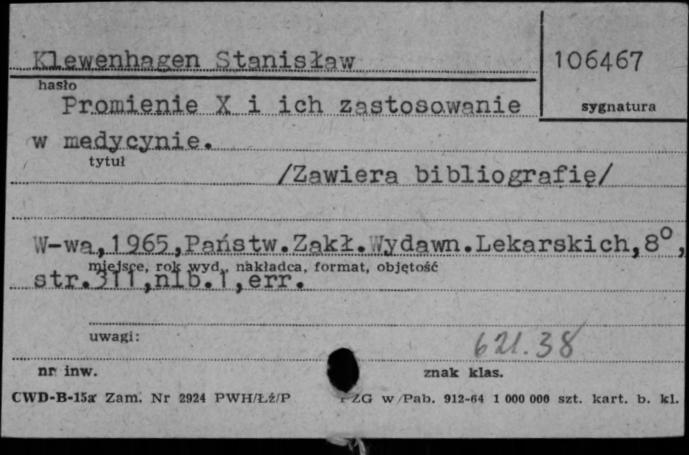 Klewenhagen Stanisław
106467
hasło
sygnatura
Promienie X i ich zastosowanie
w medycynie.
tytuł
/Zawiera bibliografię/
W-wa,1965,Państw.Zakł.Wydawn.Lekarskich,8°,
miejsce, rok wyd., nakładca, format, objętość
str.311,nlb.1,err.
uwagi:
621.38
nr inw.
znak klas.
CWD-B-15a Zam. Nr 2924 PWH/Łź/P
PZG w Pab. 912-64 1 000 000 szt. kart. b. kl.